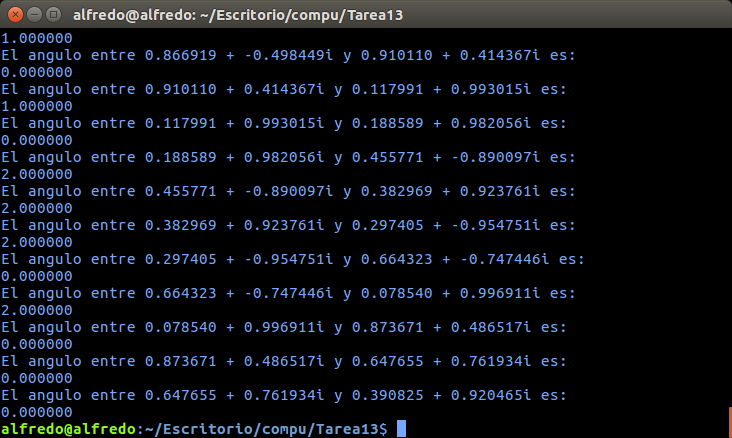 alfredo@alfredo: ~/Escritorio/compu/Tarea13
1.000000
El angulo entre 0.866919 + -0.498449i y 0.910110 + 0.414367i es:
0.000000
El angulo entre 0.910110 + 0.414367i y 0.117991 + 0.993015i es:
1.000000
El angulo entre 0.117991 + 0.993015i y 0.188589 + 0.982056i es:
0.000000
El angulo entre 0.188589 + 0.982056i y 0.455771 + -0.890097i es:
2.000000
El angulo entre 0.455771 + -0.890097i y 0.382969 + 0.923761i es:
2.000000
El angulo entre 0.382969 + 0.923761i y 0.297405 + -0.954751i es:
2.000000
El angulo entre 0.297405 + -0.954751i y 0.664323 + -0.747446i es:
0.000000
El angulo entre 0.664323 + -0.747446i y 0.078540 + 0.996911i es:
2.000000
El angulo entre 0.078540 + 0.996911i y 0.873671 + 0.486517i es:
0.000000
El angulo entre 0.873671 + 0.486517i y 0.647655 + 0.761934i es:
0.000000
El angulo entre 0.647655 + 0.761934i y 0.390825 + 0.920465i es:
0.000000
alfredo@alfredo:~/Escritorio/compu/Tarea13$